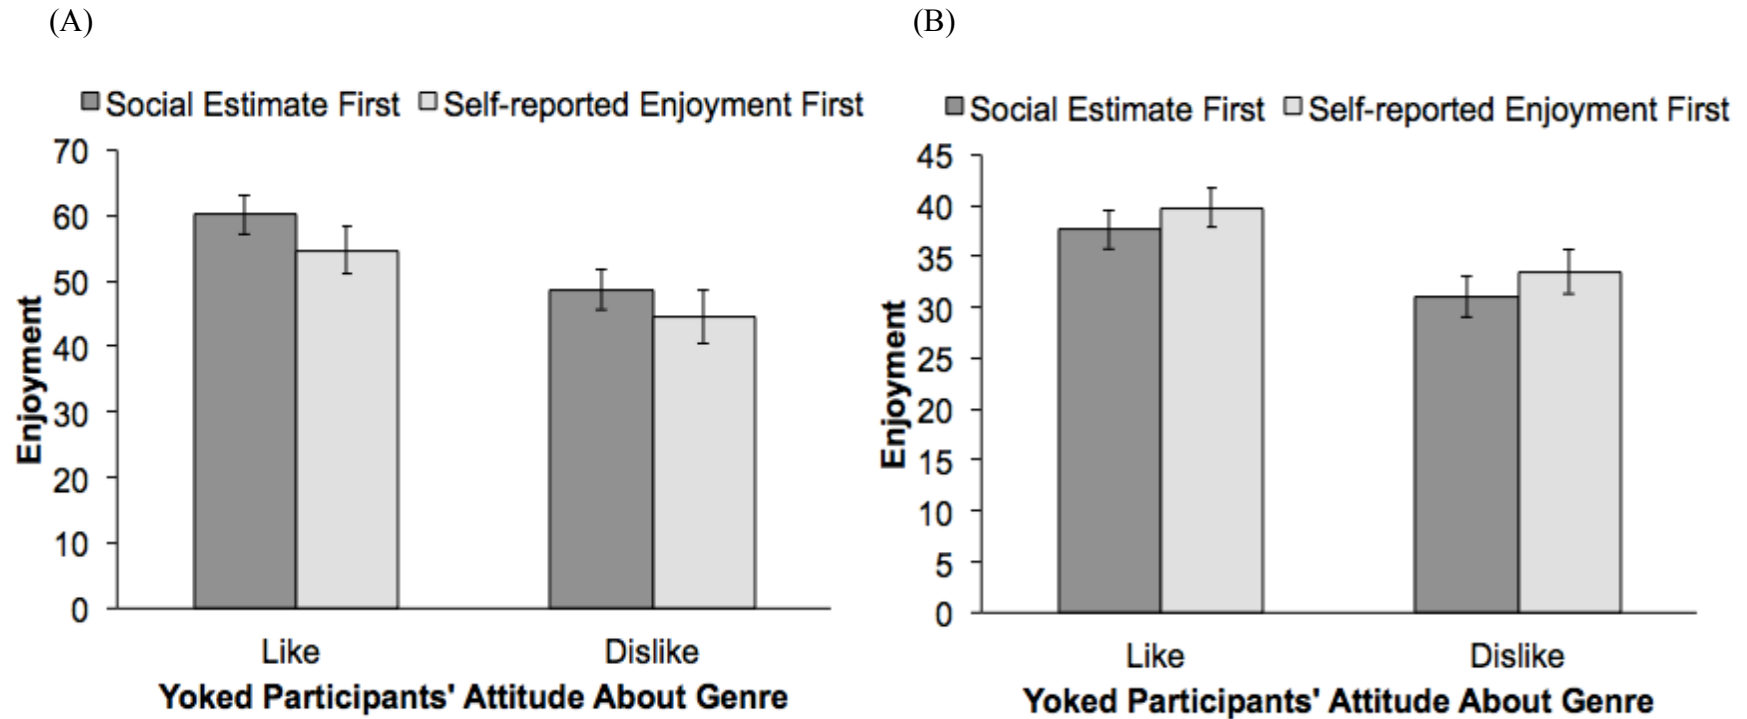 (A)
Social Estimate First Self-reported Enjoyment First
70
60
50
40
30
20
10
0
Enjoyment
Like Dislike
Yoked Participants' Attitude About Genre
(B)
Social Estimate First Self-reported Enjoyment First
45
40
35
30
25
20
15
10
5
0
Enjoyment
Like Dislike
Yoked Participants' Attitude About Genre